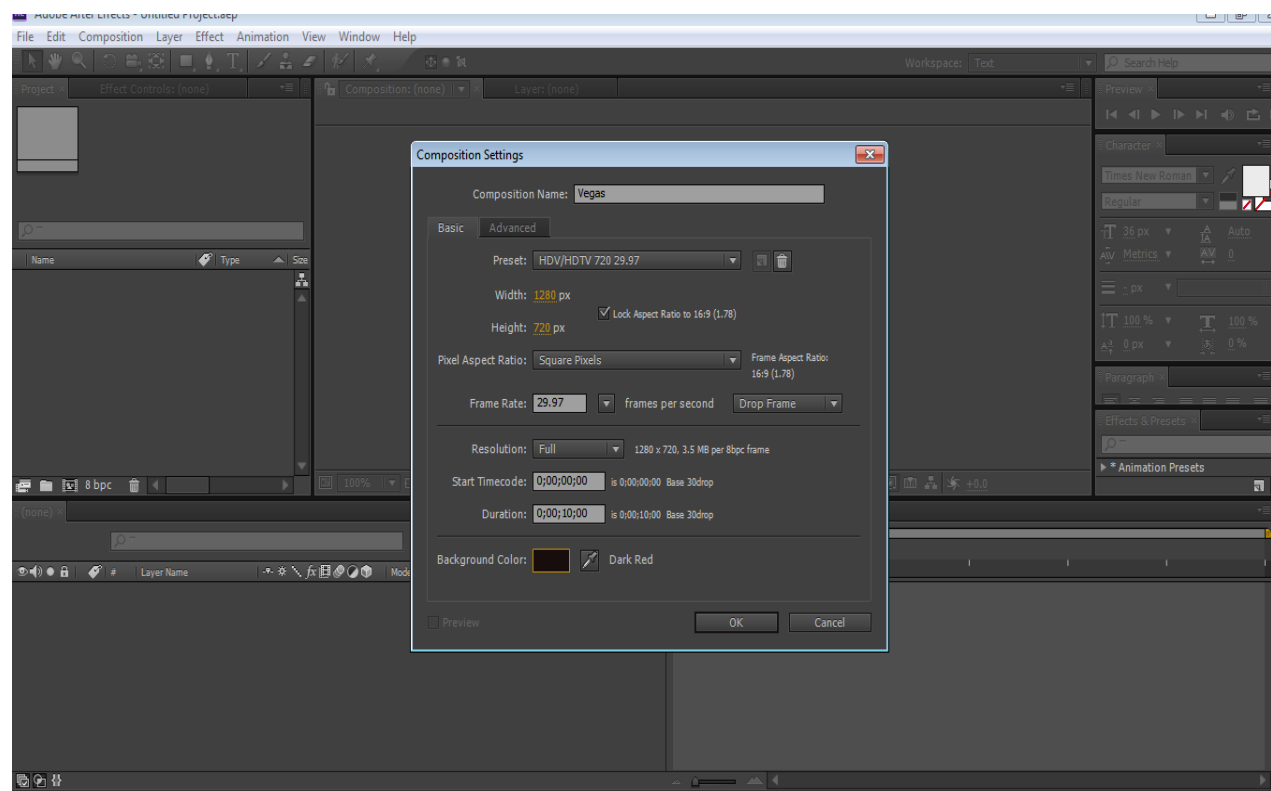 Adobe After Effects - Untitled Project.aep
File Edit Composition Layer Effect Animation View Window Help
Workspace: Text Search Help
Project Effect Controls: (none) Composition: (none) Layer: (none) Preview
Character
Times New Roman
Regular
36 px Auto
Metrics 0
- px
100 % 100 %
0 px 0 %
Paragraph
Effects & Presets
* Animation Presets
Name Type Size
8 bpc
100%
+0.0
Composition Settings
Composition Name: Vegas
Basic Advanced
Preset: HDV/HDTV 720 29.97
Width: 1280 px
Lock Aspect Ratio to 16:9 (1.78)
Height: 720 px
Pixel Aspect Ratio: Square Pixels Frame Aspect Ratio:
16:9 (1.78)
Frame Rate: 29.97 frames per second Drop Frame
Resolution: Full 1280 x 720, 3.5 MB per 8bpc frame
Start Timecode: 0;00;00;00 is 0;00;00;00 Base 30drop
Duration: 0;00;10;00 is 0;00;10;00 Base 30drop
Background Color: Dark Red
Preview OK Cancel
(none)
# Layer Name fx Mode